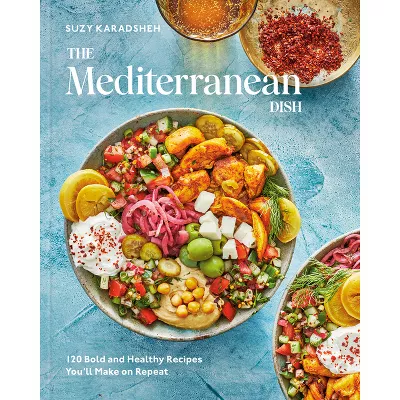 SUZY KARADSHEH
THE
Mediterranean
DISH
120 Bold and Healthy Recipes
You'll Make on Repeat